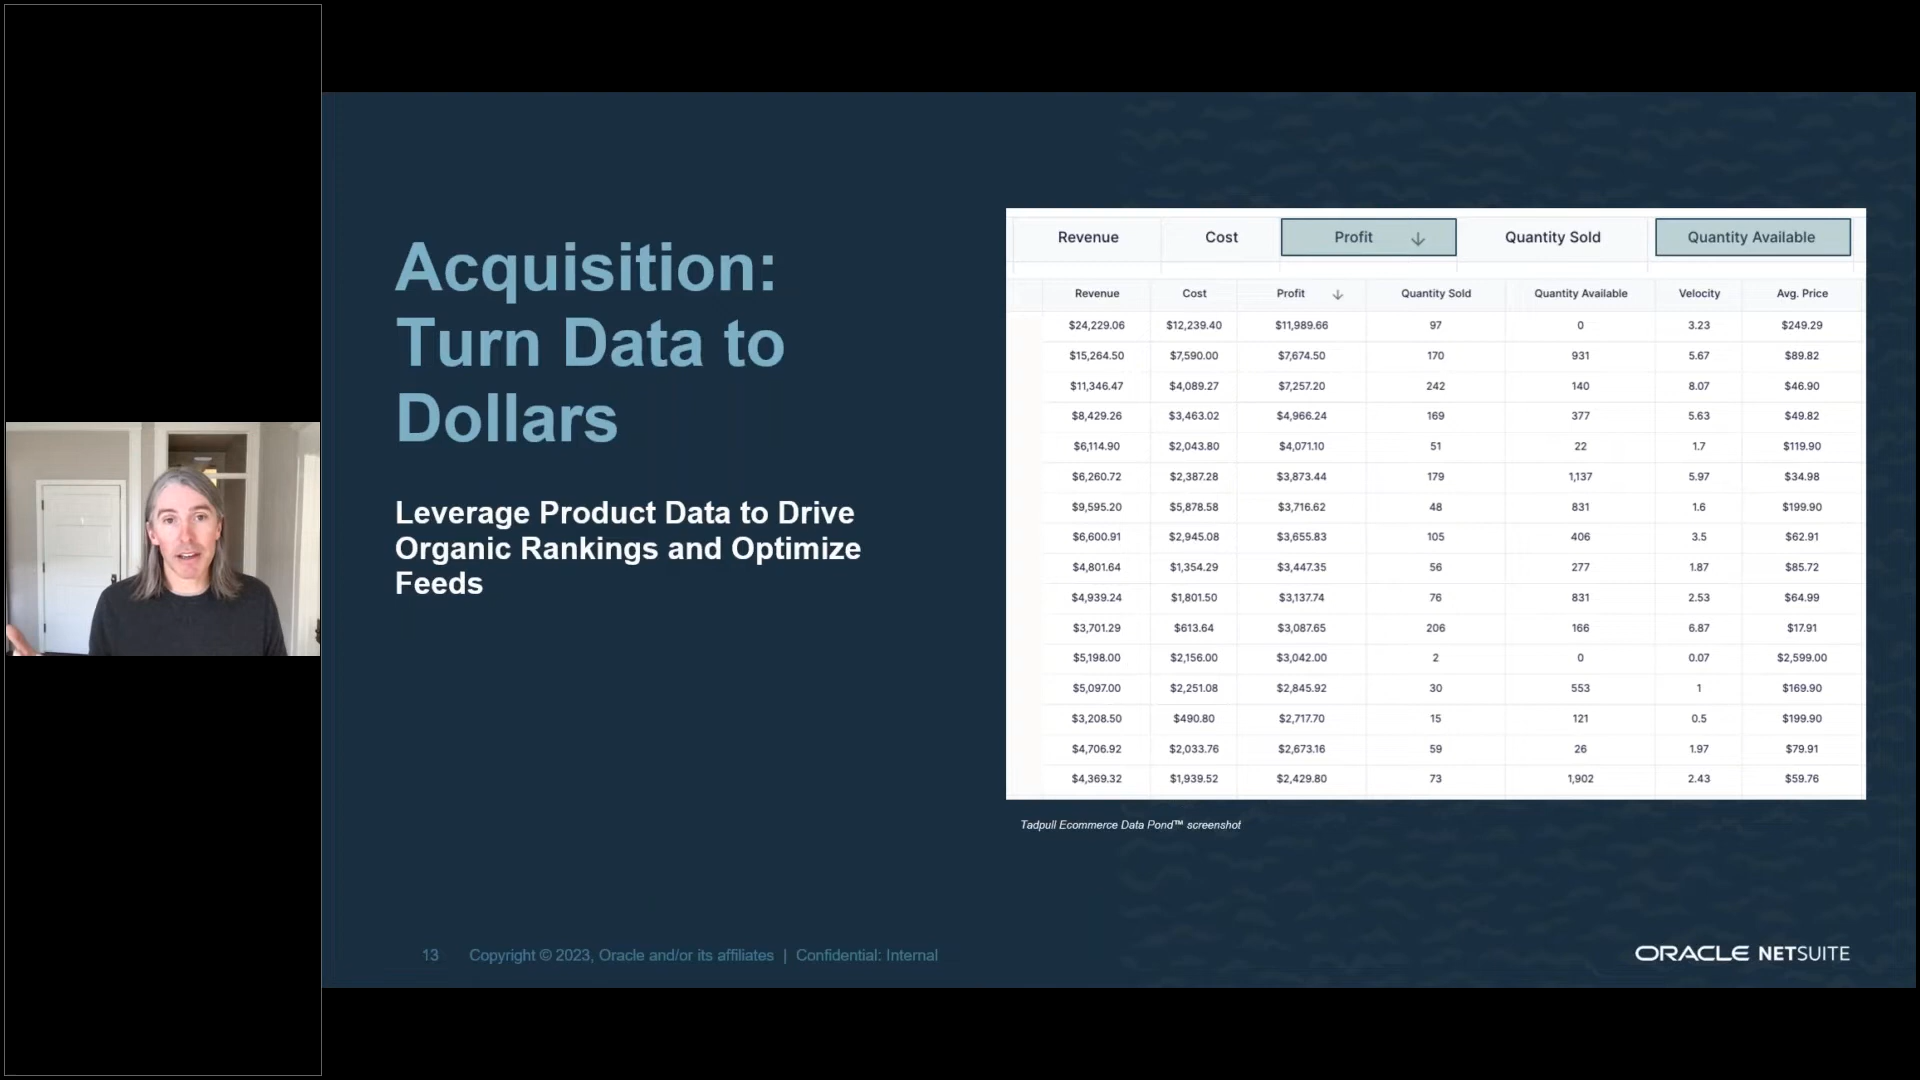 Acquisition:
Turn Data to
Dollars
Leverage Product Data to Drive
Organic Rankings and Optimize
Feeds
Revenue Cost Profit ↓ Quantity Sold Quantity Available
Revenue Cost Profit ↓ Quantity Sold Quantity Available Velocity Avg. Price
$24,229.06 $12,239.40 $11,989.66 97 0 3.23 $249.29
$15,264.50 $7,590.00 $7,674.50 170 931 5.67 $89.82
$11,346.47 $4,089.27 $7,257.20 242 140 8.07 $46.90
$8,429.26 $3,463.02 $4,966.24 169 377 5.63 $49.82
$6,114.90 $2,043.80 $4,071.10 51 22 1.7 $119.90
$6,260.72 $2,387.28 $3,873.44 179 1,137 5.97 $34.98
$9,595.20 $5,878.58 $3,716.62 48 831 1.6 $199.90
$6,600.91 $2,945.08 $3,655.83 105 406 3.5 $62.91
$4,801.64 $1,354.29 $3,447.35 56 277 1.87 $85.72
$4,939.24 $1,801.50 $3,137.74 76 831 2.53 $64.99
$3,701.29 $613.64 $3,087.65 206 166 6.87 $17.91
$5,198.00 $2,156.00 $3,042.00 2 0 0.07 $2,599.00
$5,097.00 $2,251.08 $2,845.92 30 553 1 $169.90
$3,208.50 $490.80 $2,717.70 15 121 0.5 $199.90
$4,706.92 $2,033.76 $2,673.16 59 26 1.97 $79.91
$4,369.32 $1,939.52 $2,429.80 73 1,902 2.43 $59.76
Tadpull Ecommerce Data Pond™ screenshot
13 Copyright © 2023, Oracle and/or its affiliates | Confidential: Internal
ORACLE NETSUITE